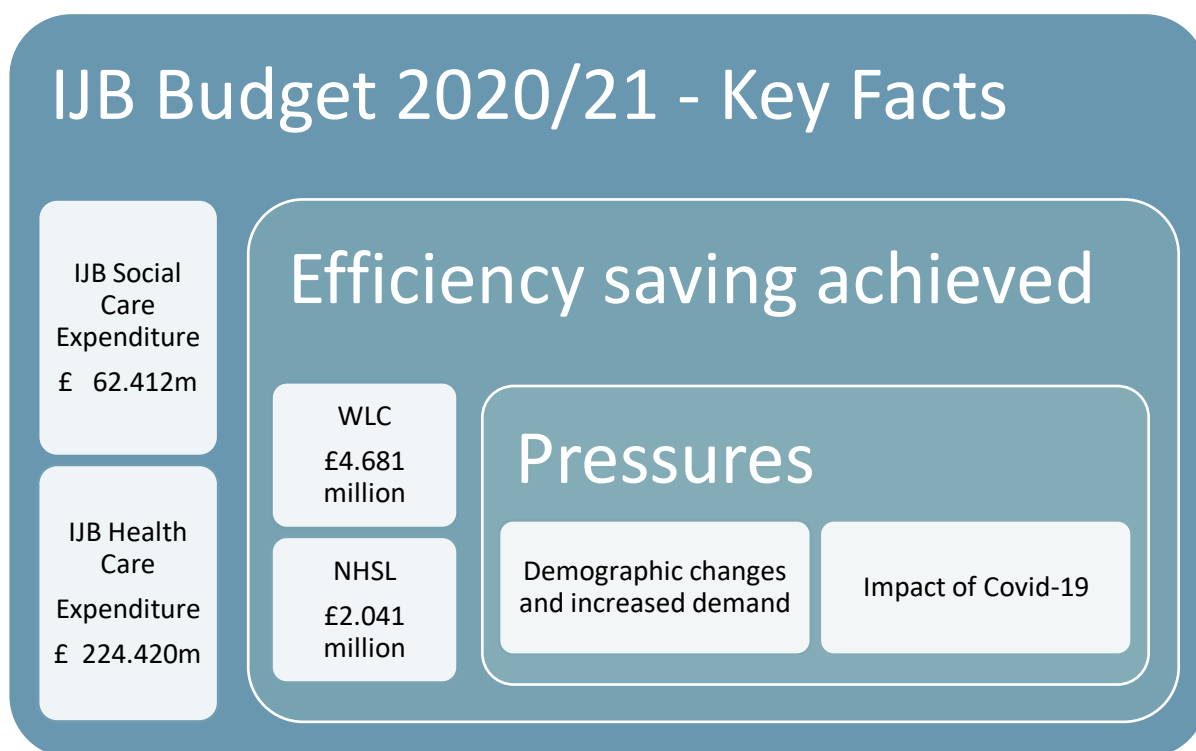 IJB Budget 2020/21 - Key Facts
IJB Social
Care
Expenditure
£ 62.412m
IJB Health
Care
Expenditure
£ 224.420m
Efficiency saving achieved
WLC
£4.681
million
NHSL
£2.041
million
Pressures
Demographic changes
and increased demand
Impact of Covid-19